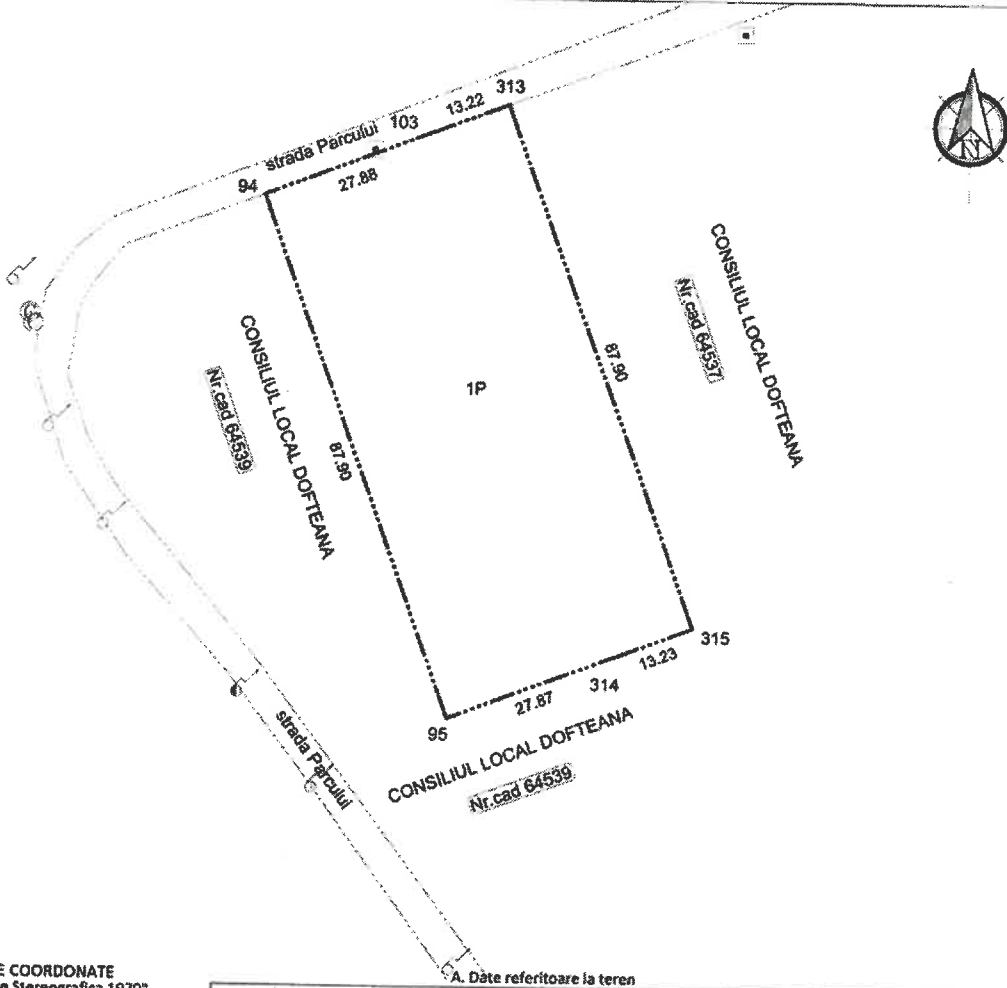 313
13.22
103
strada Parcului
94
27.88
N
CONSILIUL LOCAL DOFTEANA
Nr.cad 64537
CONSILIUL LOCAL DOFTEANA
Nr.cad 64539
87.90
1P
87.90
315
13.23
314
27.87
95
CONSILIUL LOCAL DOFTEANA
Nr.cad 64539
strada Parcului
E COORDONATE
A. Date referitoare la teren